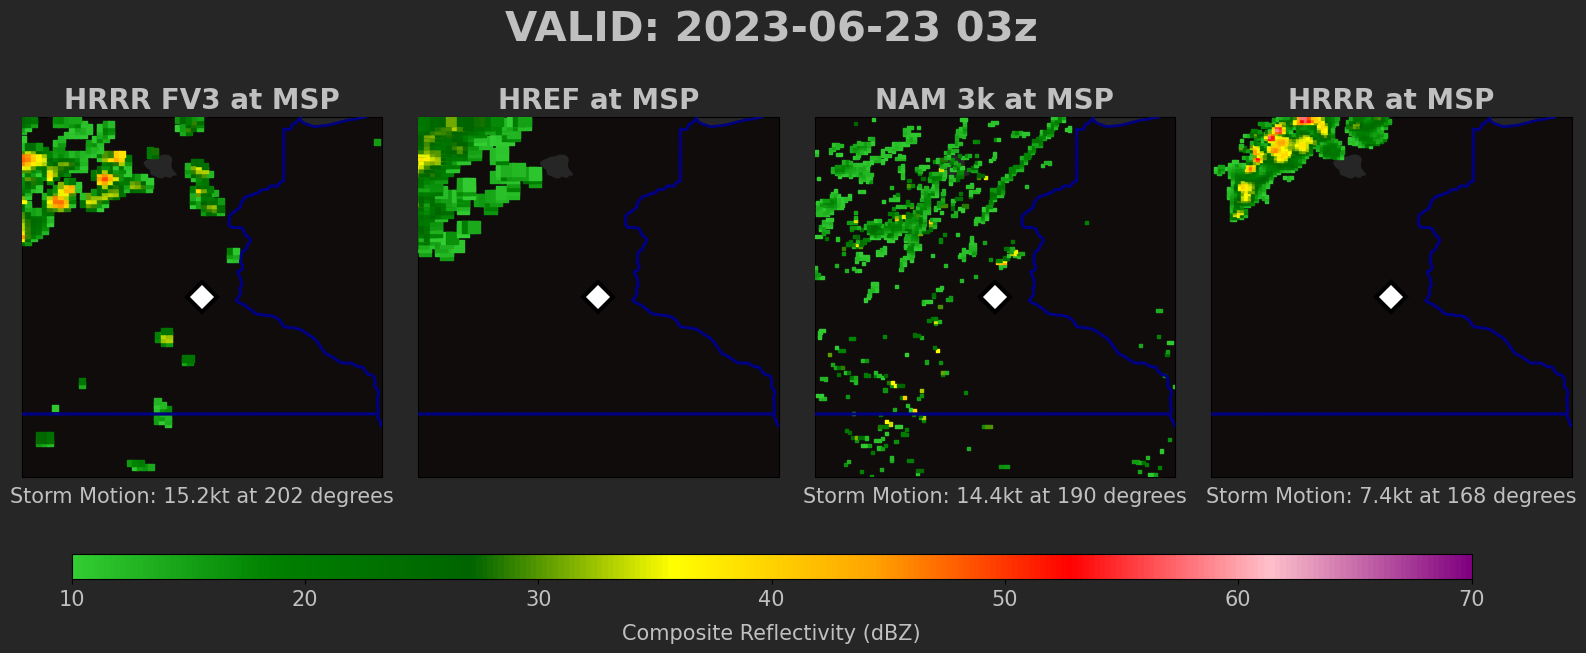 VALID: 2023-06-23 03z
HRRR FV3 at MSP
HREF at MSP
NAM 3k at MSP
HRRR at MSP
Storm Motion: 15.2kt at 202 degrees
Storm Motion: 14.4kt at 190 degrees
Storm Motion: 7.4kt at 168 degrees
10 20 30 40 50 60 70
Composite Reflectivity (dBZ)